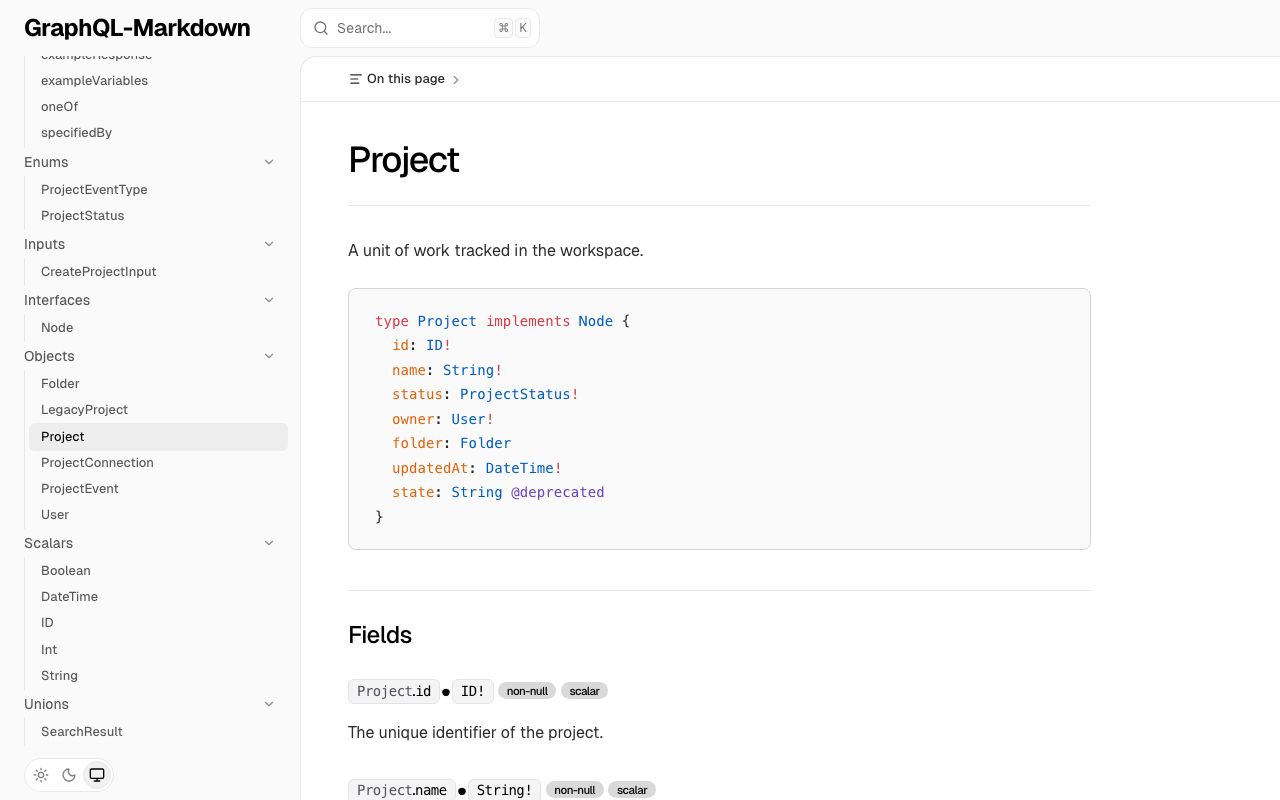 GraphQL-Markdown
Search...
⌘ K
exampleResponse
exampleVariables
oneOf
specifiedBy
Enums
ProjectEventType
ProjectStatus
Inputs
CreateProjectInput
Interfaces
Node
Objects
Folder
LegacyProject
Project
ProjectConnection
ProjectEvent
User
Scalars
Boolean
DateTime
ID
Int
String
Unions
SearchResult
On this page
Project
A unit of work tracked in the workspace.
type Project implements Node {
  id: ID!
  name: String!
  status: ProjectStatus!
  owner: User!
  folder: Folder
  updatedAt: DateTime!
  state: String @deprecated
}
Fields
Project.id ● ID! non-null scalar
The unique identifier of the project.
Project.name ● String! non-null scalar